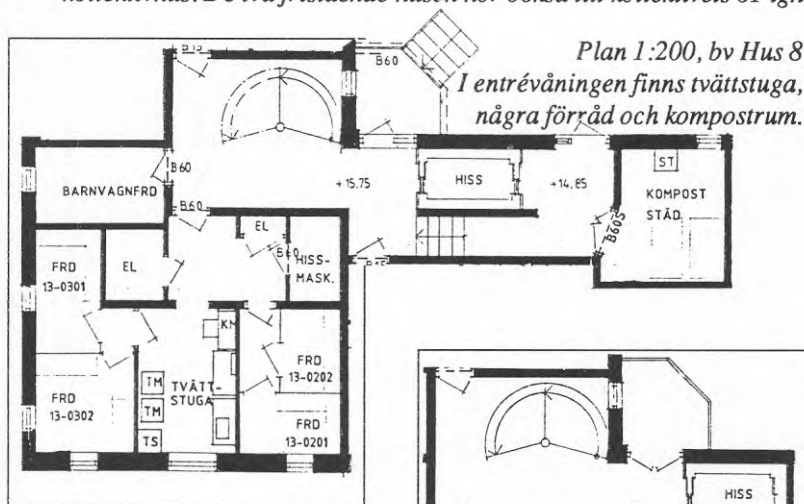 Plan 1:200, bv Hus 8
I entrévåningen finns tvättstuga,
några förråd och kompostrum.
B60
B60
BARNVAGNFRD
B60
+15.75
HISS
+14.85
ST
KOMPOST
STÄD
B60S
EL
EL
HISS-
MASK.
FRD
13-0301
KM
TM
TVÄTT-
STUGA
TM
TS
FRD
13-0302
FRD
13-0202
FRD
13-0201
HISS